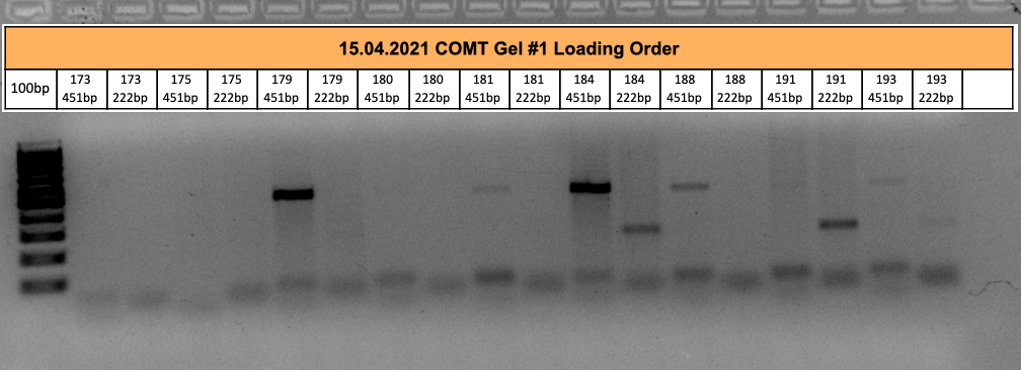 15.04.2021 COMT Gel #1 Loading Order
100bp
173 173 175 175 179 179 180 180 181 181 184 184 188 188 191 191 193 193
451bp 222bp 451bp 222bp 451bp 222bp 451bp 222bp 451bp 222bp 451bp 222bp 451bp 222bp 451bp 222bp 451bp 222bp